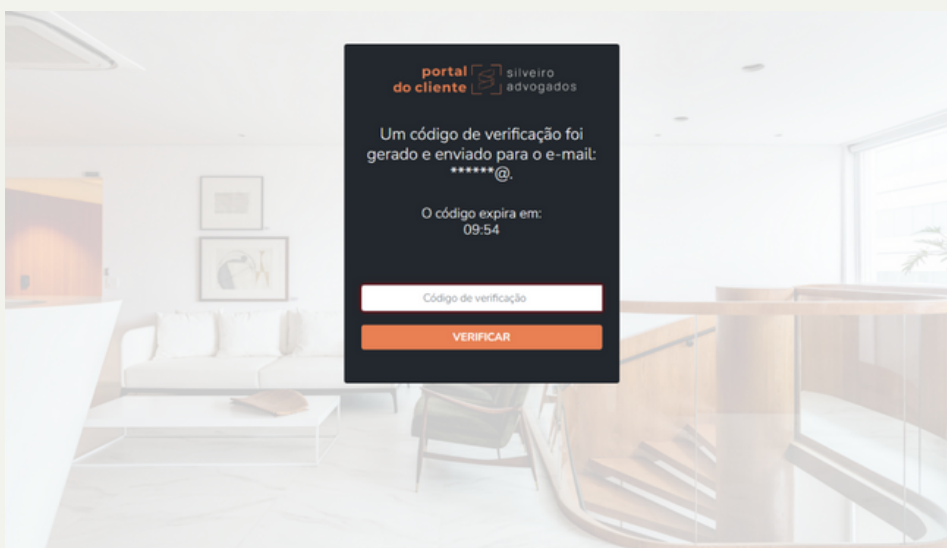 portal
do cliente
silveiro
advogados
Um código de verificação foi
gerado e enviado para o e-mail:
******@.
O código expira em:
09:54
Código de verificação
VERIFICAR